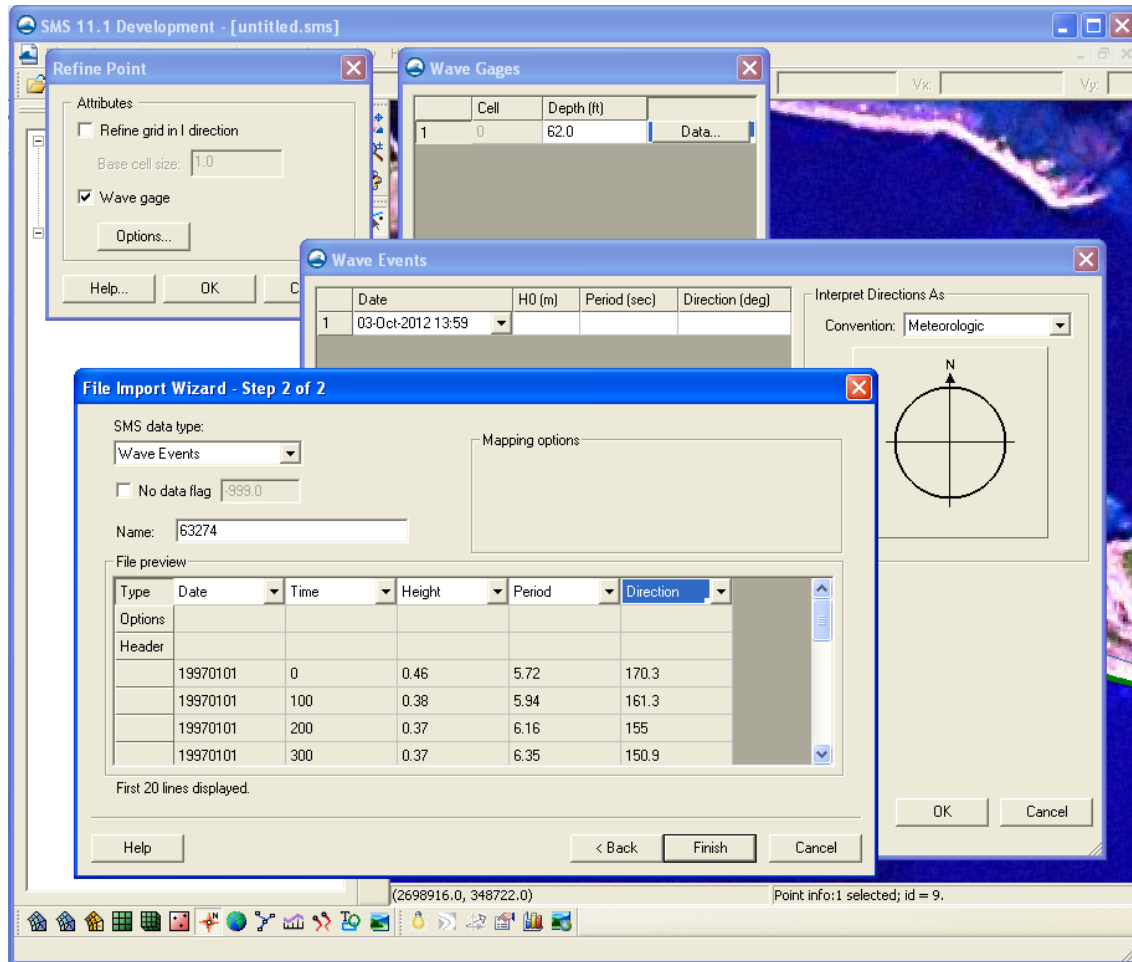 SMS 11.1 Development - [untitled.sms]
Refine Point
Attributes
Refine grid in I direction
Base cell size: 1.0
Wave gage
Options...
Help... OK
Wave Gages
Cell Depth (ft)
1 0 62.0 Data...
Vx: Vy:
Wave Events
Date H0 (m) Period (sec) Direction (deg)
1 03-Oct-2012 13:59
Interpret Directions As
Convention: Meteorologic
N
File Import Wizard - Step 2 of 2
SMS data type:
Wave Events
No data flag -999.0
Name: 63274
Mapping options
File preview
Type Date Time Height Period Direction
Options
Header
19970101 0 0.46 5.72 170.3
19970101 100 0.38 5.94 161.3
19970101 200 0.37 6.16 155
19970101 300 0.37 6.35 150.9
First 20 lines displayed.
Help < Back Finish Cancel
OK Cancel
(2698916.0, 348722.0) Point info:1 selected; id = 9.